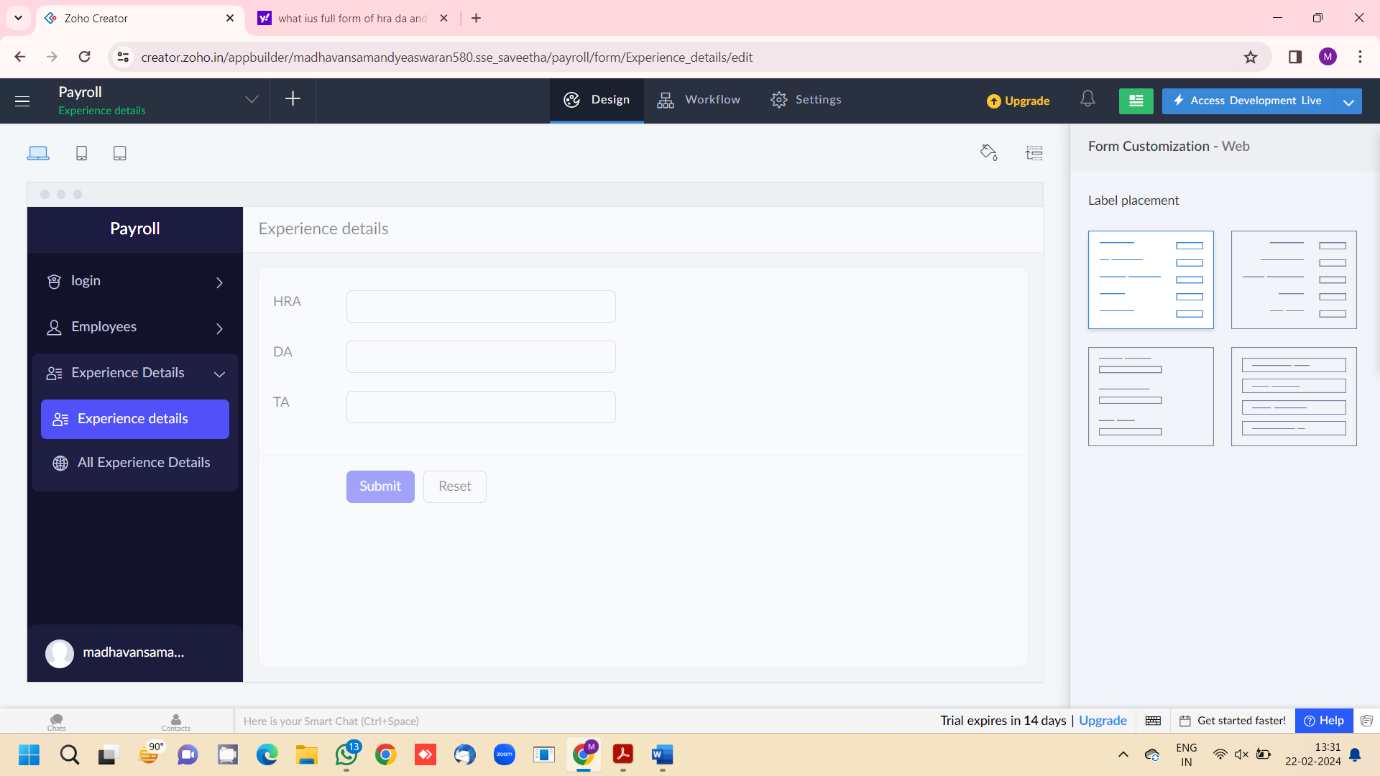 Zoho Creator
what ius full form of hra da and
creator.zoho.in/appbuilder/madhavansamandyeaswaran580.sse_saveetha/payroll/form/Experience_details/edit
M
Payroll
Experience details
Design
Workflow
Settings
Upgrade
Access Development Live
Form Customization - Web
Label placement
Payroll
login
Employees
Experience Details
Experience details
All Experience Details
madhavansama...
Experience details
HRA
DA
TA
Submit
Reset
Chats
Contacts
Here is your Smart Chat (Ctrl+Space)
Trial expires in 14 days | Upgrade
Get started faster!
Help
90°
13
zoom
M
W
ENG
IN
13:31
22-02-2024